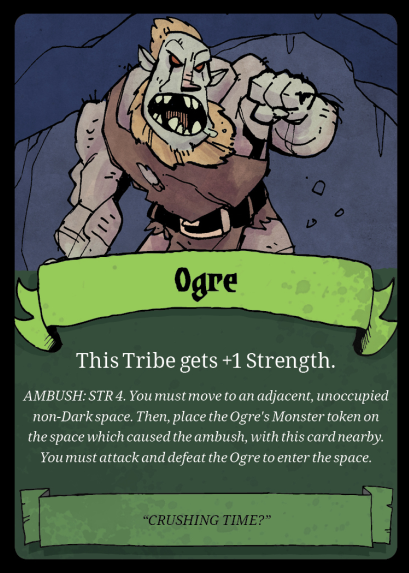 Ogre
This Tribe gets +1 Strength.
AMBUSH: STR 4. You must move to an adjacent, unoccupied
non-Dark space. Then, place the Ogre's Monster token on
the space which caused the ambush, with this card nearby.
You must attack and defeat the Ogre to enter the space.
“CRUSHING TIME?”